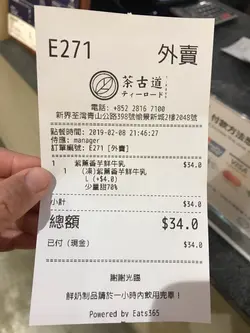 E271 外賣
茶古道
ティーロード
電話: +852 2816 7100
新界荃灣青山公路398號愉景新城2樓2048號
點餐時間: 2019-02-08 21:46:27
侍應: manager
訂單編號: E271 [外賣]
1 紫薯香芋鮮牛乳 $34.0
1 (凍)紫薯香芋鮮牛乳
L (+$4.0)
少量甜70%
小計 $34.0
總額 $34.0
已付 (現金) $34.0
謝謝光臨
鮮奶制品請於一小時內飲用完畢!
Powered by Eats365